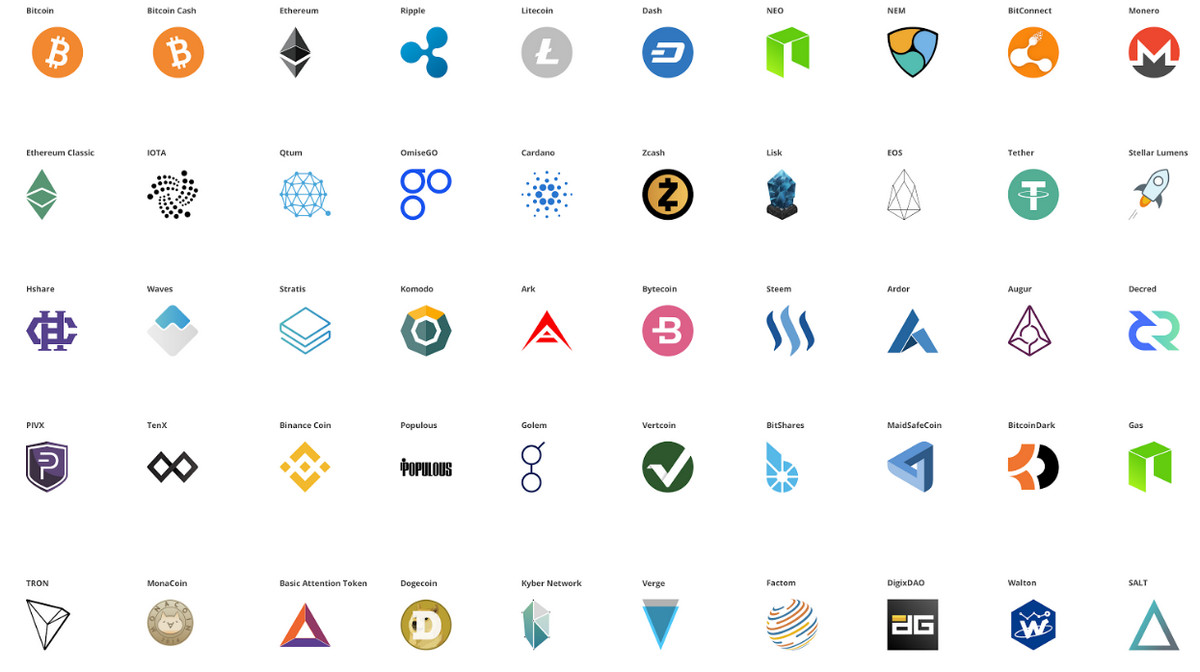 Bitcoin
Bitcoin Cash
Ethereum
Ripple
Litecoin
Dash
NEO
NEM
BitConnect
Monero
Ethereum Classic
IOTA
Qtum
OmiseGO
Cardano
Zcash
Lisk
EOS
Tether
Stellar Lumens
Hshare
Waves
Stratis
Komodo
Ark
Bytecoin
Steem
Ardor
Augur
Decred
PIVX
TenX
Binance Coin
Populous
Golem
Vertcoin
BitShares
MaidSafeCoin
BitcoinDark
Gas
POPULOUS
TRON
MonaCoin
Basic Attention Token
Dogecoin
Kyber Network
Verge
Factom
DigixDAO
Walton
SALT
MONACOIN
D
dG
W